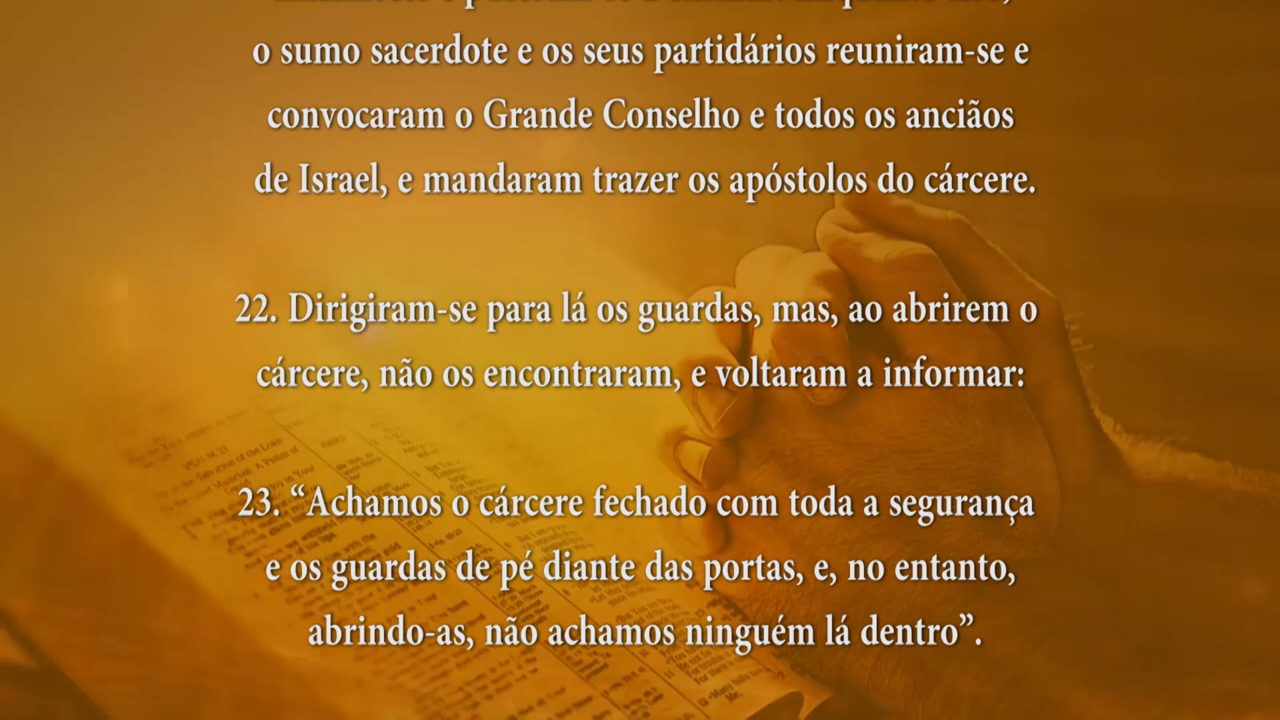 o sumo sacerdote e os seus partidários reuniram-se e
convocaram o Grande Conselho e todos os anciãos
de Israel, e mandaram trazer os apóstolos do cárcere.
22. Dirigiram-se para lá os guardas, mas, ao abrirem o
cárcere, não os encontraram, e voltaram a informar:
23. “Achamos o cárcere fechado com toda a segurança
e os guardas de pé diante das portas, e, no entanto,
abrindo-as, não achamos ninguém lá dentro”.